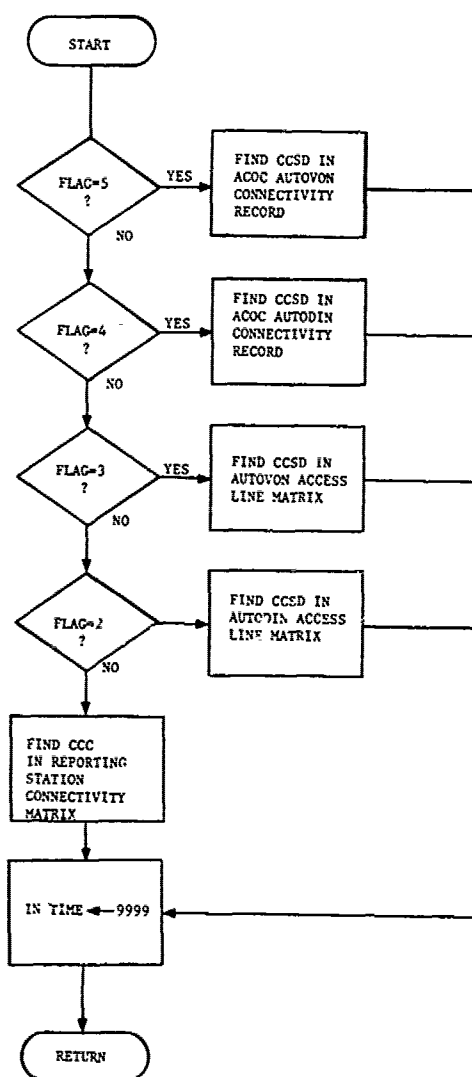 START
FLAG=5
?
YES
NO
FIND CCSD IN
ACOC AUTOVON
CONNECTIVITY
RECORD
FLAG=4
?
YES
NO
FIND CCSD IN
ACOC AUTODIN
CONNECTIVITY
RECORD
FLAG=3
?
YES
NO
FIND CCSD IN
AUTOVON ACCESS
LINE MATRIX
FLAG=2
?
NO
FIND CCSD IN
AUTODIN ACCESS
LINE MATRIX
FIND CCC
IN REPORTING
STATION
CONNECTIVITY
MATRIX
IN TIME ← 9999
RETURN